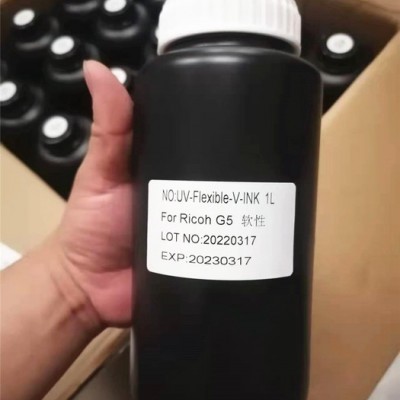 NO:UV-Flexible-V-INK 1L
For Ricoh G5 软性
LOT NO:20220317
EXP:20230317